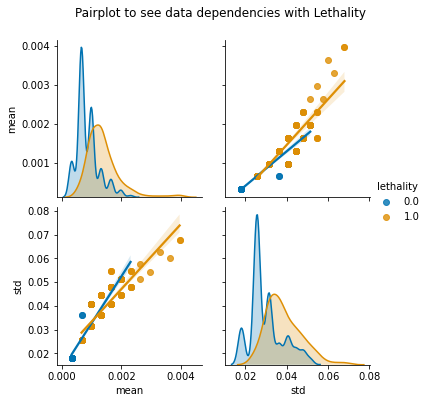 Pairplot to see data dependencies with Lethality
0.004
0.003
0.002
0.001
mean
lethality
0.0
1.0
0.08
0.07
0.06
0.05
0.04
0.03
0.02
std
0.000 0.002 0.004
mean
0.02 0.04 0.06 0.08
std